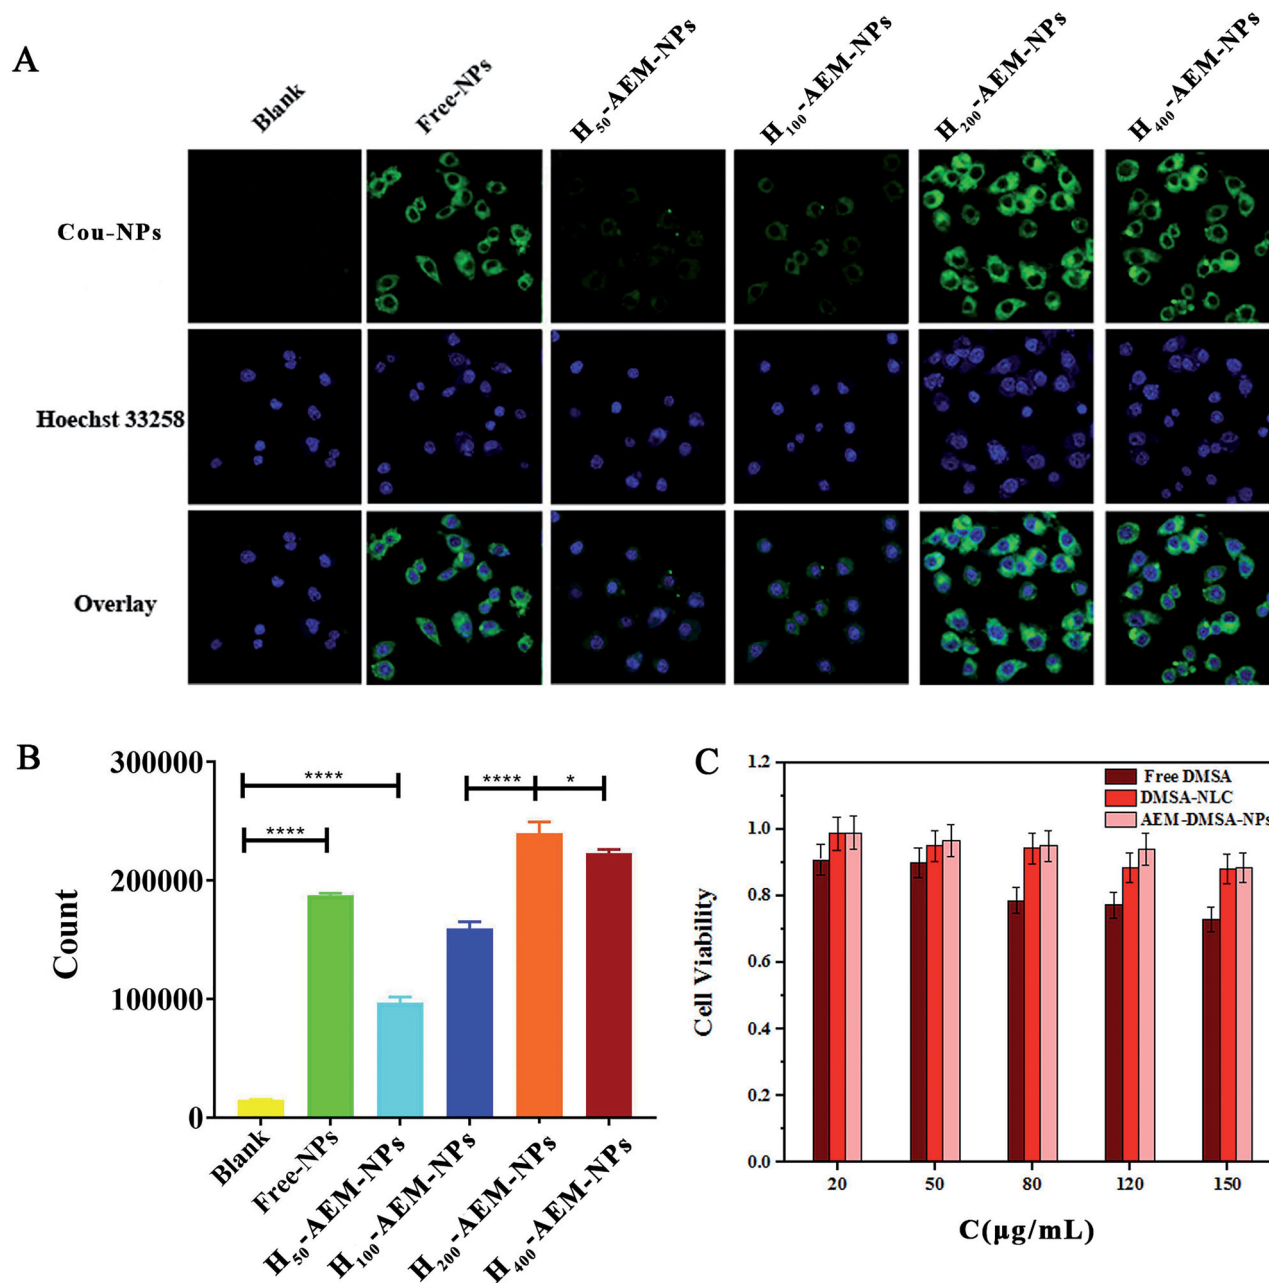 A
Blank
Free-NPs
H50-AEM-NPs
H100-AEM-NPs
H200-AEM-NPs
H400-AEM-NPs
Cou-NPs
Hoechst 33258
Overlay
B
300000
200000
100000
0
Count
****
****
****
*
Blank
Free-NPs
H50-AEM-NPs
H100-AEM-NPs
H200-AEM-NPs
H400-AEM-NPs
C
1.2
1.0
0.8
0.6
0.4
0.2
0.0
Cell Viability
Free DMSA
DMSA-NLC
AEM-DMSA-NPs
20
50
80
120
150
C(μg/mL)